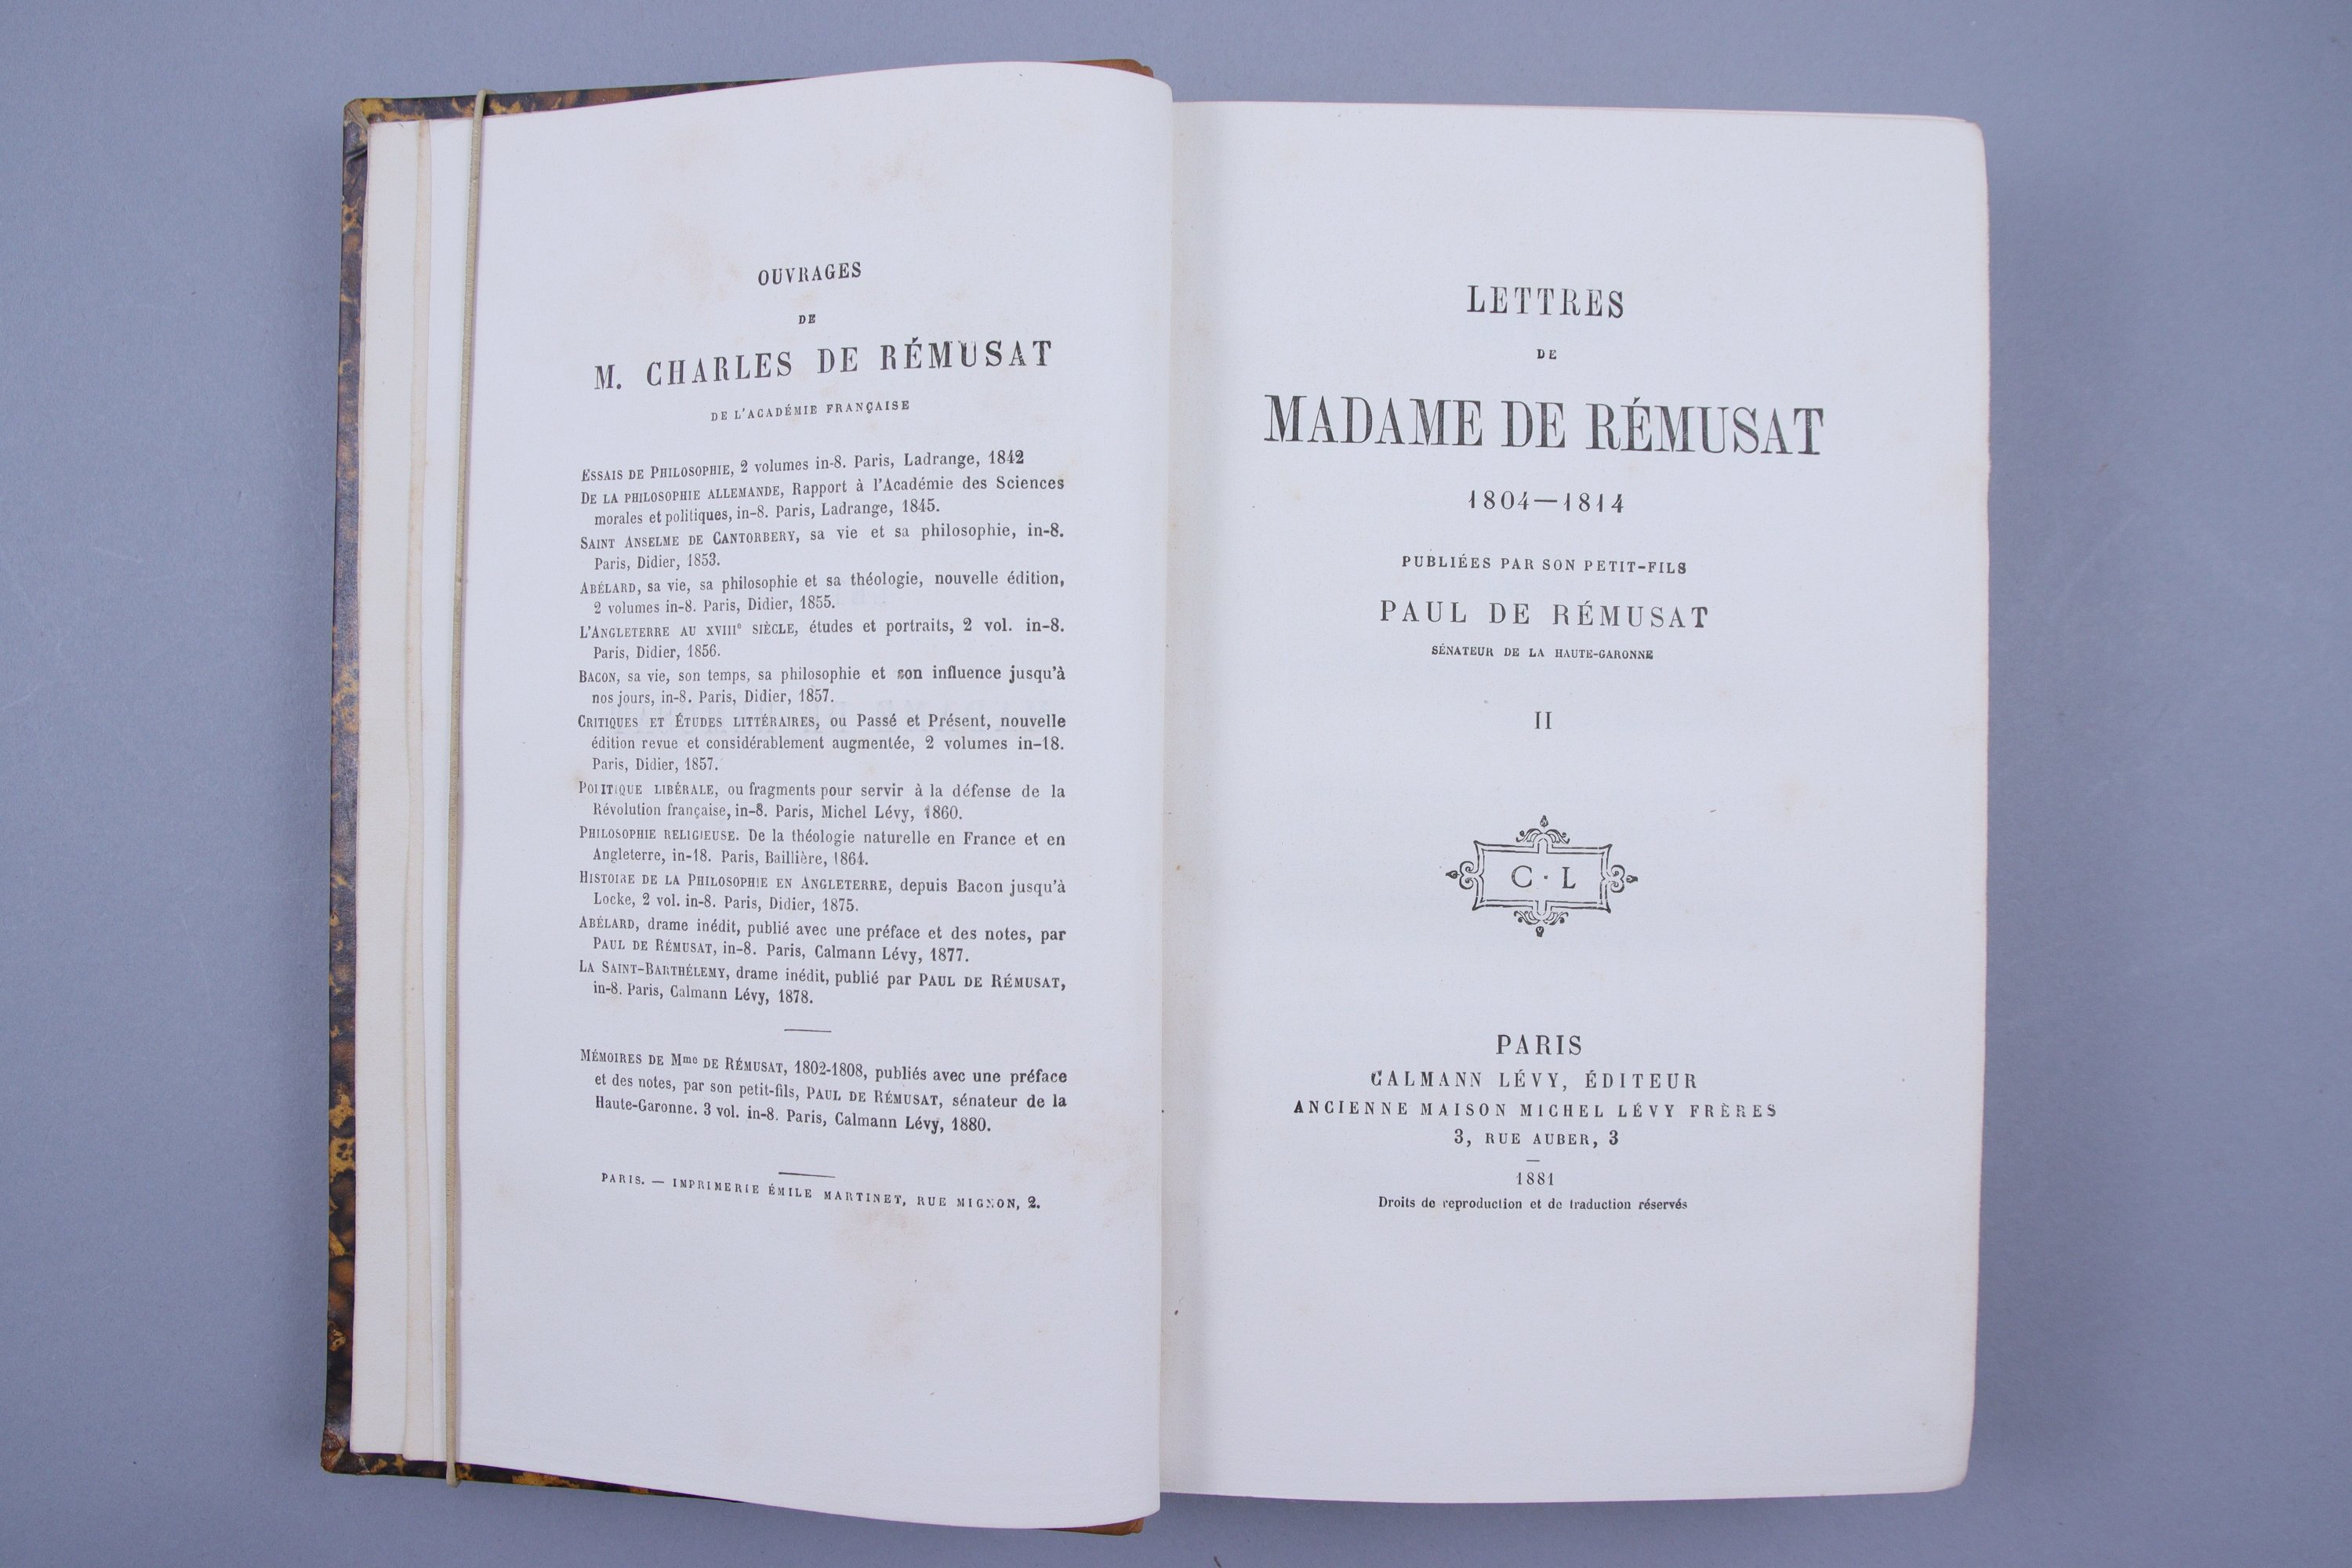 OUVRAGES
DE
M. CHARLES DE RÉMUSAT
DE L'ACADÉMIE FRANÇAISE
ESSAIS DE PHILOSOPHIE, 2 volumes in-8. Paris, Ladrange, 1842
DE LA PHILOSOPHIE ALLEMANDE, Rapport à l'Académie des Sciences
morales et politiques, in-8. Paris, Ladrange, 1845.
SAINT ANSELME DE CANTORBERY, sa vie et sa philosophie, in-8.
Paris, Didier, 1853.
ABÉLARD, sa vie, sa philosophie et sa théologie, nouvelle édition,
2 volumes in-8. Paris, Didier, 1855.
L'ANGLETERRE AU XVIIIe SIÈCLE, études et portraits, 2 vol. in-8.
Paris, Didier, 1856.
BACON, sa vie, son temps, sa philosophie et son influence jusqu'à
nos jours, in-8. Paris, Didier, 1857.
CRITIQUES ET ÉTUDES LITTÉRAIRES, ou Passé et Présent, nouvelle
édition revue et considérablement augmentée, 2 volumes in-18.
Paris, Didier, 1857.
POLITIQUE LIBÉRALE, ou fragments pour servir à la défense de la
Révolution française, in-8. Paris, Michel Lévy, 1860.
PHILOSOPHIE RELIGIEUSE. De la théologie naturelle en France et en
Angleterre, in-18. Paris, Baillière, 1864.
HISTOIRE DE LA PHILOSOPHIE EN ANGLETERRE, depuis Bacon jusqu'à
Locke, 2 vol. in-8. Paris, Didier, 1875.
ABÉLARD, drame inédit, publié avec une préface et des notes, par
PAUL DE RÉMUSAT, in-8. Paris, Calmann Lévy, 1877.
LA SAINT-BARTHÉLEMY, drame inédit, publié par PAUL DE RÉMUSAT,
in-8. Paris, Calmann Lévy, 1878.
MÉMOIRES DE Mme DE RÉMUSAT, 1802-1808, publiés avec une préface
et des notes, par son petit-fils, PAUL DE RÉMUSAT, sénateur de la
Haute-Garonne. 3 vol. in-8. Paris, Calmann Lévy, 1880.
PARIS. — IMPRIMERIE ÉMILE MARTINET, RUE MIGNON, 2.
LETTRES
DE
MADAME DE RÉMUSAT
1804—1814
PUBLIÉES PAR SON PETIT-FILS
PAUL DE RÉMUSAT
SÉNATEUR DE LA HAUTE-GARONNE
II
C · L
PARIS
CALMANN LÉVY, ÉDITEUR
ANCIENNE MAISON MICHEL LÉVY FRÈRES
3, RUE AUBER, 3
1881
Droits de reproduction et de traduction réservés